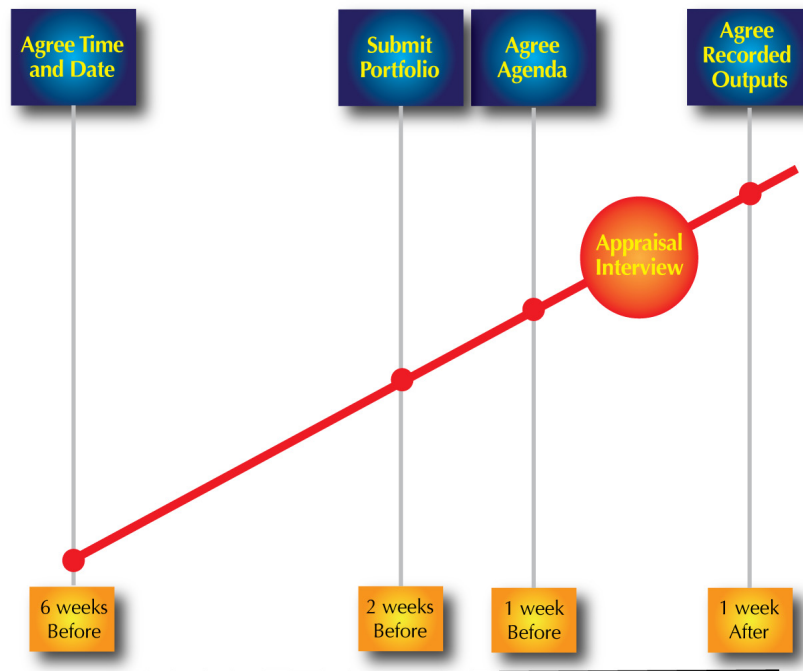 Agree Time
and Date
Submit
Portfolio
Agree
Agenda
Agree
Recorded
Outputs
Appraisal
Interview
6 weeks
Before
2 weeks
Before
1 week
Before
1 week
After